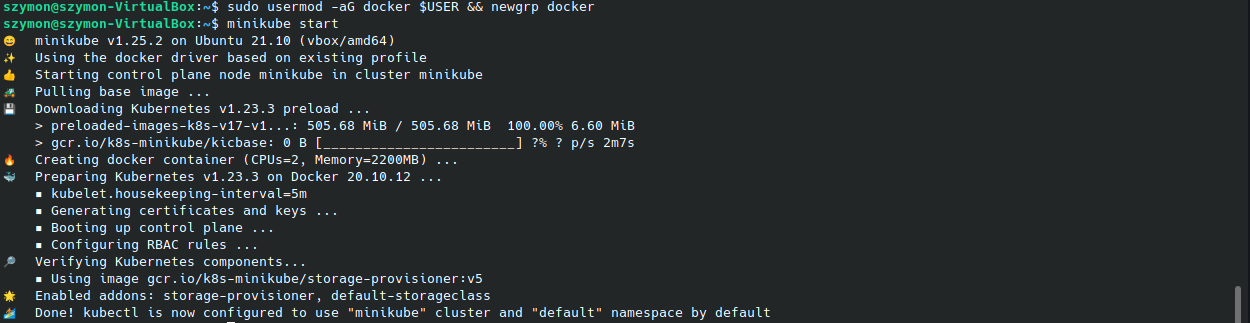 szymon@szymon-VirtualBox:~$ sudo usermod -aG docker $USER && newgrp docker
szymon@szymon-VirtualBox:~$ minikube start
😄 minikube v1.25.2 on Ubuntu 21.10 (vbox/amd64)
✨ Using the docker driver based on existing profile
👍 Starting control plane node minikube in cluster minikube
🚜 Pulling base image ...
💾 Downloading Kubernetes v1.23.3 preload ...
> preloaded-images-k8s-v17-v1...: 505.68 MiB / 505.68 MiB 100.00% 6.60 MiB
> gcr.io/k8s-minikube/kicbase: 0 B [________________________] ?% ? p/s 2m7s
🔥 Creating docker container (CPUs=2, Memory=2200MB) ...
🐳 Preparing Kubernetes v1.23.3 on Docker 20.10.12 ...
▪ kubelet.housekeeping-interval=5m
▪ Generating certificates and keys ...
▪ Booting up control plane ...
▪ Configuring RBAC rules ...
🔎 Verifying Kubernetes components...
▪ Using image gcr.io/k8s-minikube/storage-provisioner:v5
🌟 Enabled addons: storage-provisioner, default-storageclass
🏄 Done! kubectl is now configured to use "minikube" cluster and "default" namespace by default